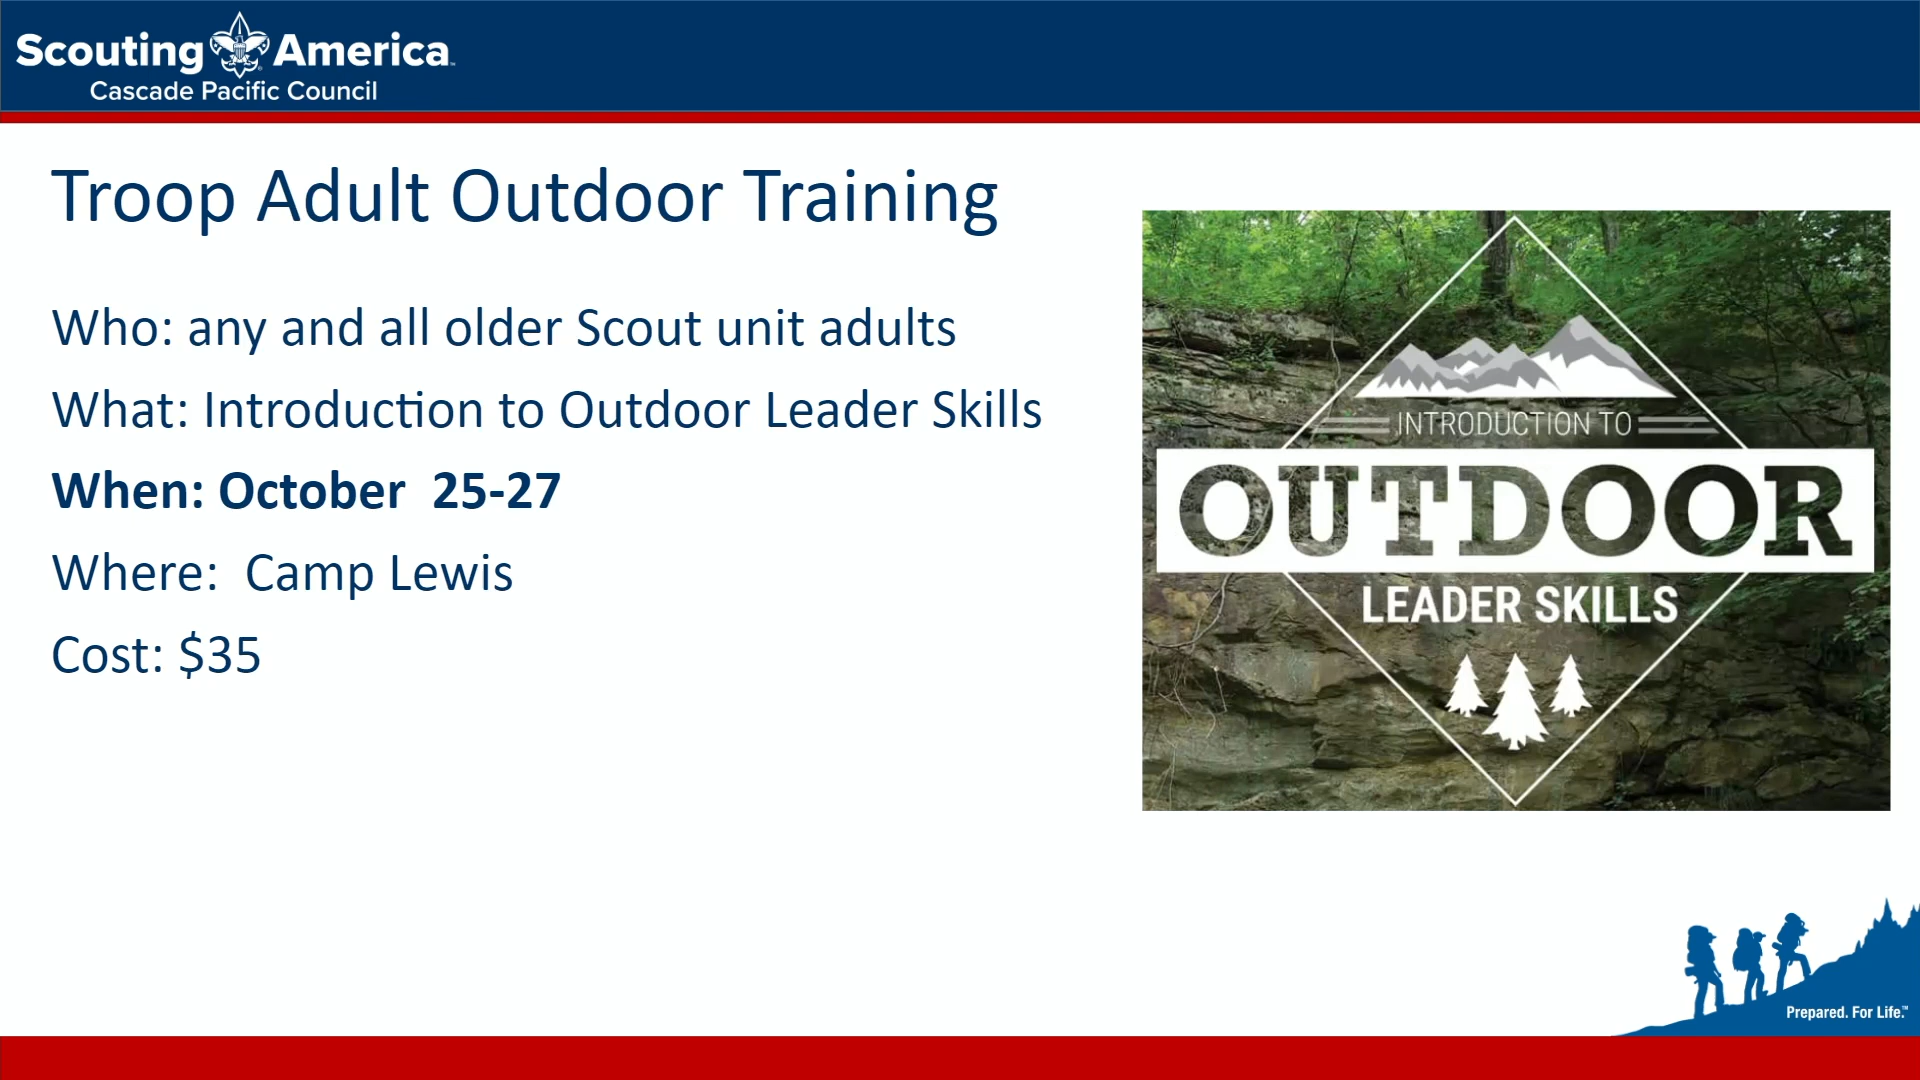 Scouting America
Cascade Pacific Council
Troop Adult Outdoor Training
Who: any and all older Scout unit adults
What: Introduction to Outdoor Leader Skills
When: October  25-27
Where:  Camp Lewis
Cost: $35
INTRODUCTION TO
OUTDOOR
LEADER SKILLS
Prepared. For Life.™